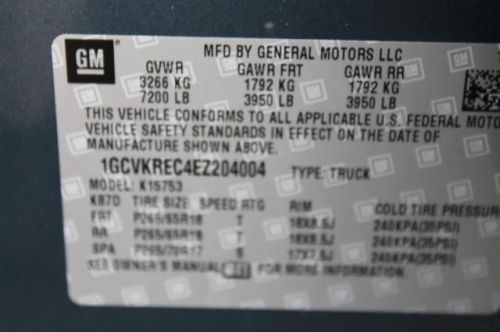 GM
MFD BY GENERAL MOTORS LLC
GVWR GAWR FRT GAWR RR
3266 KG 1792 KG 1792 KG
7200 LB 3950 LB 3950 LB
THIS VEHICLE CONFORMS TO ALL APPLICABLE U.S. FEDERAL
VEHICLE SAFETY STANDARDS IN EFFECT ON THE DATE OF
MANUFACTURE SHOWN ABOVE.
1GCVKREC4EZ204004 TYPE: TRUCK
MODEL: K15753
TIRE SIZE SPEED RTG RIM COLD TIRE PRESSUR
FRT P265/65R18 T 18X8.5J 240KPA(35PSI)
RR P265/65R18 T 18X8.5J 240KPA(35PSI)
SPA P265/70R17 S 240KPA(35PSI)
SEE OWNER'S MANUAL FOR MORE INFORMATION